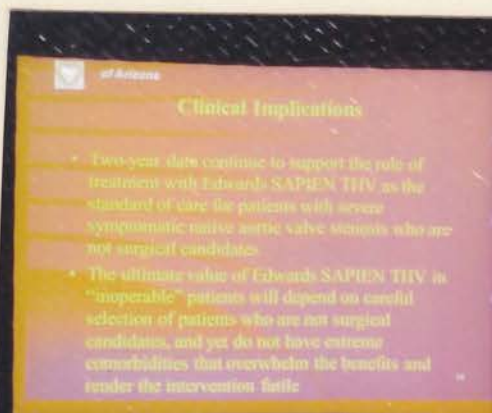 of Arizona
Clinical Implications
• Two-year data continue to support the role of
treatment with Edwards SAPIEN THV as the
standard of care for patients with severe
symptomatic native aortic valve stenosis who are
not surgical candidates
• The ultimate value of Edwards SAPIEN THV in
"inoperable" patients will depend on careful
selection of patients who are not surgical
candidates, and yet do not have extreme
comorbidities that overwhelm the benefits and
render the intervention futile